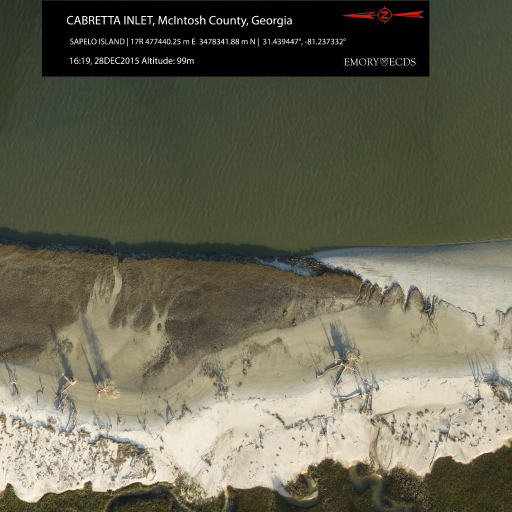 CABRETTA INLET, McIntosh County, Georgia
SAPELO ISLAND | 17R 477440.25 m E 3478341.88 m N | 31.439447°, -81.237332°
16:19, 28DEC2015 Altitude: 99m
Z
EMORY ECDS